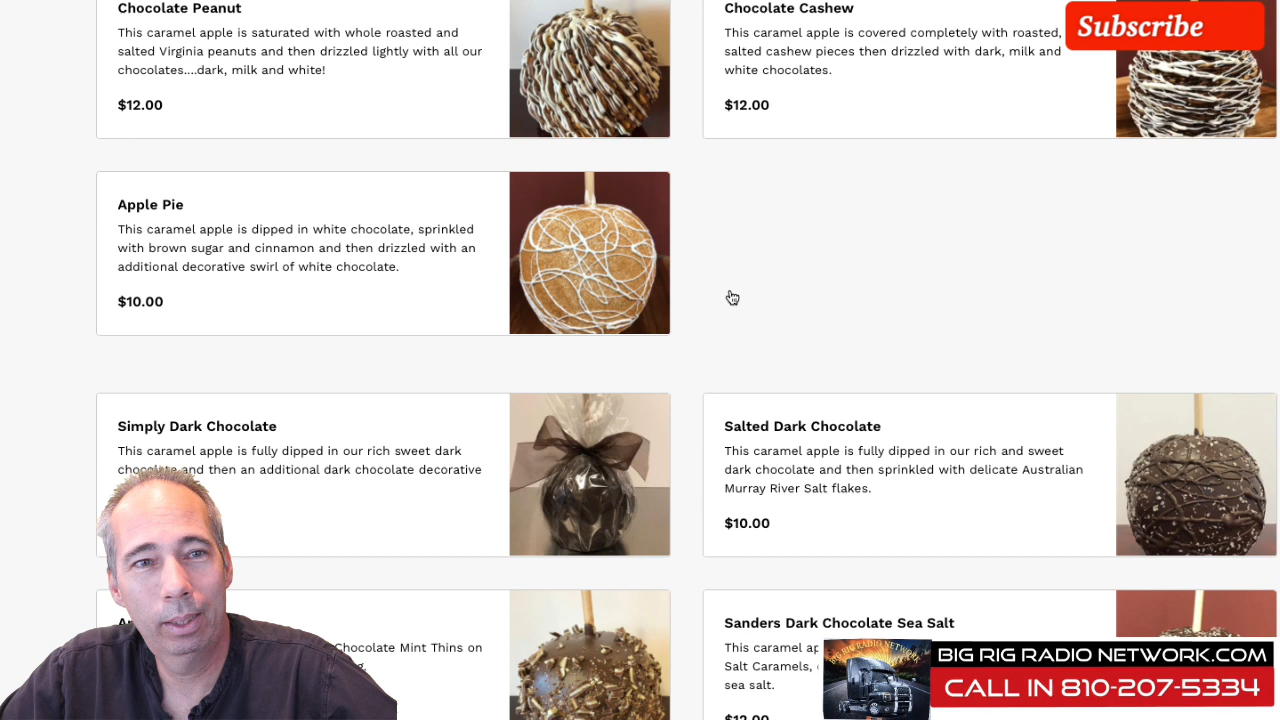 Chocolate Peanut
This caramel apple is saturated with whole roasted and
salted Virginia peanuts and then drizzled lightly with all our
chocolates....dark, milk and white!
$12.00
Chocolate Cashew
This caramel apple is covered completely with roasted,
salted cashew pieces then drizzled with dark, milk and
white chocolates.
$12.00
Subscribe
Apple Pie
This caramel apple is dipped in white chocolate, sprinkled
with brown sugar and cinnamon and then drizzled with an
additional decorative swirl of white chocolate.
$10.00
Simply Dark Chocolate
This caramel apple is fully dipped in our rich sweet dark
chocolate and then an additional dark chocolate decorative
Salted Dark Chocolate
This caramel apple is fully dipped in our rich and sweet
dark chocolate and then sprinkled with delicate Australian
Murray River Salt flakes.
$10.00
Chocolate Mint Thins on
Sanders Dark Chocolate Sea Salt
This caramel
Salt Caramels,
sea salt.
$12.00
BIG RIG RADIO NETWORK
BIG RIG RADIO NETWORK.COM
CALL IN 810-207-5334